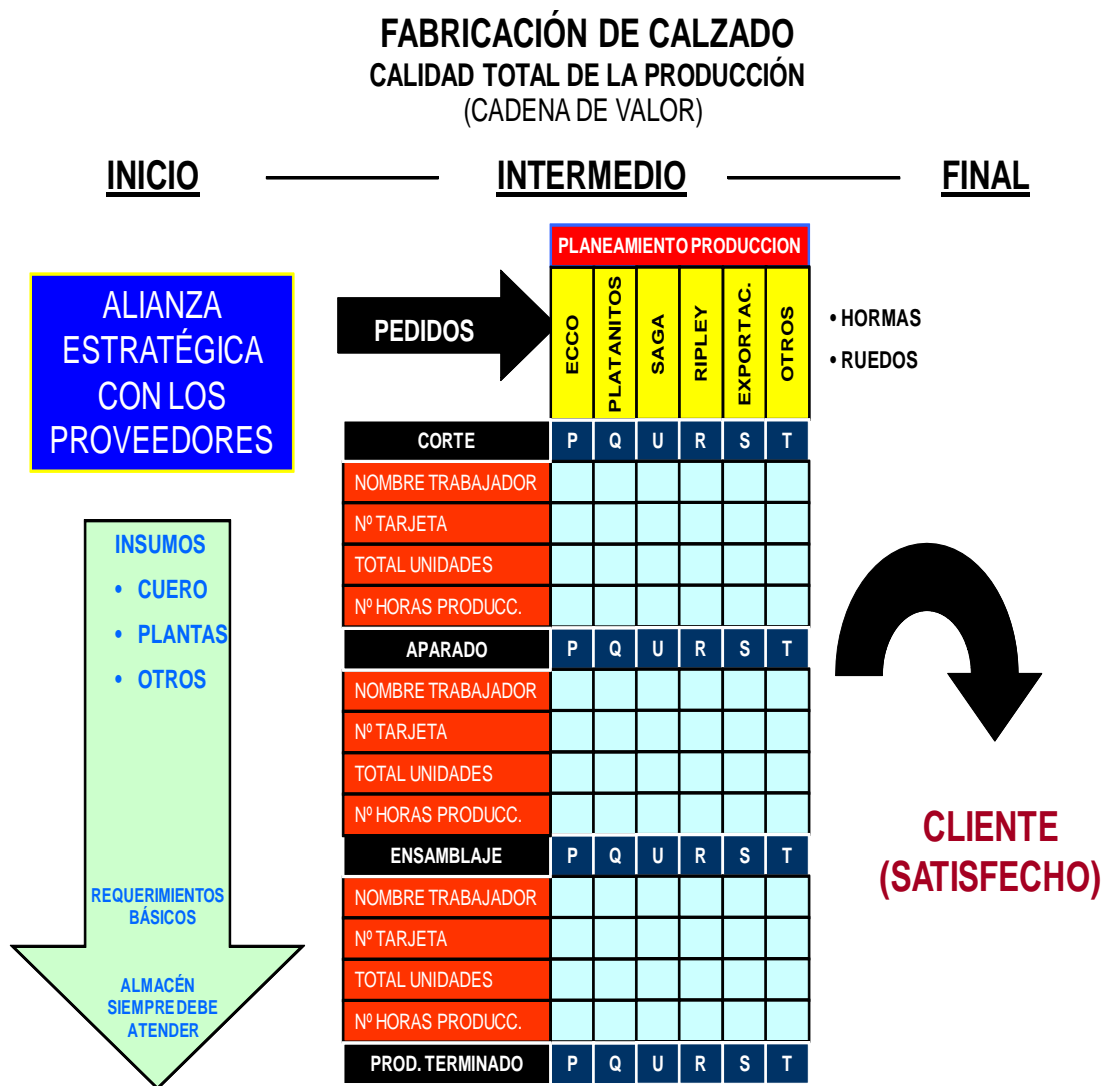 FABRICACIÓN DE CALZADO
CALIDAD TOTAL DE LA PRODUCCIÓN
(CADENA DE VALOR)
INICIO INTERMEDIO FINAL
ALIANZA
ESTRATÉGICA
CON LOS
PROVEEDORES
INSUMOS
• CUERO
• PLANTAS
• OTROS
REQUERIMIENTOS
BÁSICOS
ALMACÉN
SIEMPRE DEBE
ATENDER
PEDIDOS
PLANEAMIENTO PRODUCCION
ECCO
PLATANITOS
SAGA
RIPLEY
EXPORTAC.
OTROS
CORTE P Q U R S T
NOMBRE TRABAJADOR
Nº TARJETA
TOTAL UNIDADES
Nº HORAS PRODUCC.
APARADO P Q U R S T
NOMBRE TRABAJADOR
Nº TARJETA
TOTAL UNIDADES
Nº HORAS PRODUCC.
ENSAMBLAJE P Q U R S T
NOMBRE TRABAJADOR
Nº TARJETA
TOTAL UNIDADES
Nº HORAS PRODUCC.
PROD. TERMINADO P Q U R S T
• HORMAS
• RUEDOS
CLIENTE
(SATISFECHO)